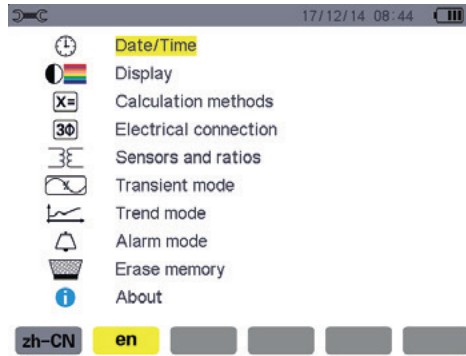 17/12/14 08:44
Date/Time
Display
X= Calculation methods
3Φ Electrical connection
Sensors and ratios
Transient mode
Trend mode
Alarm mode
Erase memory
i About
zh-CN en